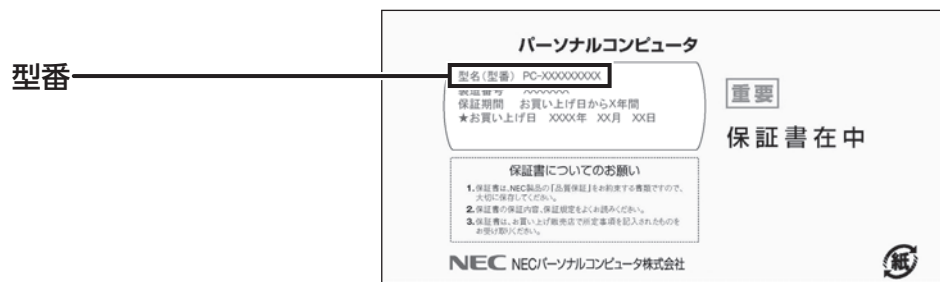 型番
パーソナルコンピュータ
型名(型番) PC-XXXXXXXXX
製造番号 XXXXXXX
保証期間 お買い上げ日からX年間
★お買い上げ日 XXXX年 XX月 XX日
重要
保証書在中
保証書についてのお願い
1.保証書は、NEC製品の「品質保証」をお約束する書類ですので、
大切に保存してください。
2.保証書の保証内容、保証規定をよくお読みください。
3.保証書は、お買い上げ販売店で所定事項を記入されたものを
お受け取りください。
NEC NECパーソナルコンピュータ株式会社
紙